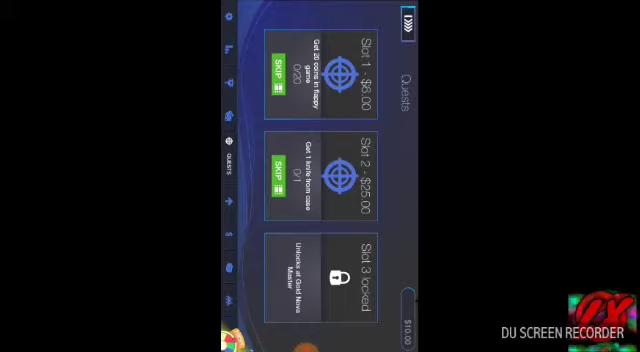 Quests
$10.00
Slot 1 - $6.00
Get 20 coins in flappy
game
0/20
SKIP
Slot 2 - $25.00
Get 1 knife from case
0/1
SKIP
Slot 3 locked
Unlocks at Gold Nova
Master
QUESTS
DU SCREEN RECORDER